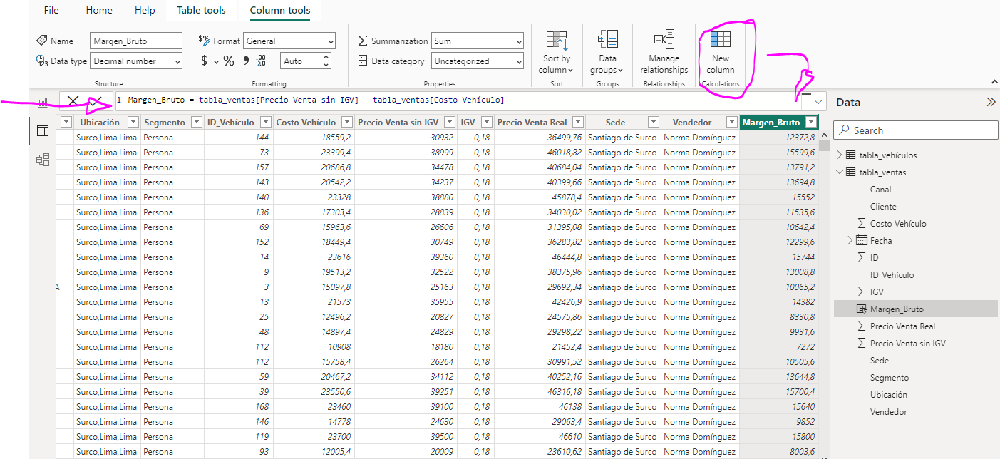 File Home Help Table tools Column tools
Name Margen_Bruto Format General Summarization Sum Sort by column Data groups Manage relationships New column
Data type Decimal number $ % Auto Data category Uncategorized
Structure Formatting Properties Sort Groups Relationships Calculations
1 Margen_Bruto = tabla_ventas[Precio Venta sin IGV] - tabla_ventas[Costo Vehículo]
Ubicación Segmento ID_Vehículo Costo Vehículo Precio Venta sin IGV IGV Precio Venta Real Sede Vendedor Margen_Bruto
Surco,Lima,Lima Persona 144 18559,2 30932 0,18 36499,76 Santiago de Surco Norma Domínguez 12372,8
Surco,Lima,Lima Persona 73 23399,4 38999 0,18 46018,82 Santiago de Surco Norma Domínguez 15599,6
Surco,Lima,Lima Persona 157 20686,8 34478 0,18 40684,04 Santiago de Surco Norma Domínguez 13791,2
Surco,Lima,Lima Persona 143 20542,2 34237 0,18 40399,66 Santiago de Surco Norma Domínguez 13694,8
Surco,Lima,Lima Persona 140 23328 38880 0,18 45878,4 Santiago de Surco Norma Domínguez 15552
Surco,Lima,Lima Persona 136 17303,4 28839 0,18 34030,02 Santiago de Surco Norma Domínguez 11535,6
Surco,Lima,Lima Persona 69 15963,6 26606 0,18 31395,08 Santiago de Surco Norma Domínguez 10642,4
Surco,Lima,Lima Persona 152 18449,4 30749 0,18 36283,82 Santiago de Surco Norma Domínguez 12299,6
Surco,Lima,Lima Persona 14 23616 39360 0,18 46444,8 Santiago de Surco Norma Domínguez 15744
Surco,Lima,Lima Persona 9 19513,2 32522 0,18 38375,96 Santiago de Surco Norma Domínguez 13008,8
A Surco,Lima,Lima Persona 3 15097,8 25163 0,18 29692,34 Santiago de Surco Norma Domínguez 10065,2
Surco,Lima,Lima Persona 13 21573 35955 0,18 42426,9 Santiago de Surco Norma Domínguez 14382
Surco,Lima,Lima Persona 25 12496,2 20827 0,18 24575,86 Santiago de Surco Norma Domínguez 8330,8
Surco,Lima,Lima Persona 48 14897,4 24829 0,18 29298,22 Santiago de Surco Norma Domínguez 9931,6
Surco,Lima,Lima Persona 112 10908 18180 0,18 21452,4 Santiago de Surco Norma Domínguez 7272
Surco,Lima,Lima Persona 112 15758,4 26264 0,18 30991,52 Santiago de Surco Norma Domínguez 10505,6
Surco,Lima,Lima Persona 59 20467,2 34112 0,18 40252,16 Santiago de Surco Norma Domínguez 13644,8
Surco,Lima,Lima Persona 39 23550,6 39251 0,18 46316,18 Santiago de Surco Norma Domínguez 15700,4
Surco,Lima,Lima Persona 168 23460 39100 0,18 46138 Santiago de Surco Norma Domínguez 15640
Surco,Lima,Lima Persona 146 14778 24630 0,18 29063,4 Santiago de Surco Norma Domínguez 9852
Surco,Lima,Lima Persona 119 23700 39500 0,18 46610 Santiago de Surco Norma Domínguez 15800
Surco,Lima,Lima Persona 93 12005,4 20009 0,18 23610,62 Santiago de Surco Norma Domínguez 8003,6
Data
Search
tabla_vehículos
tabla_ventas
Canal
Cliente
Costo Vehículo
Fecha
ID
ID_Vehículo
IGV
Margen_Bruto
Precio Venta Real
Precio Venta sin IGV
Sede
Segmento
Ubicación
Vendedor